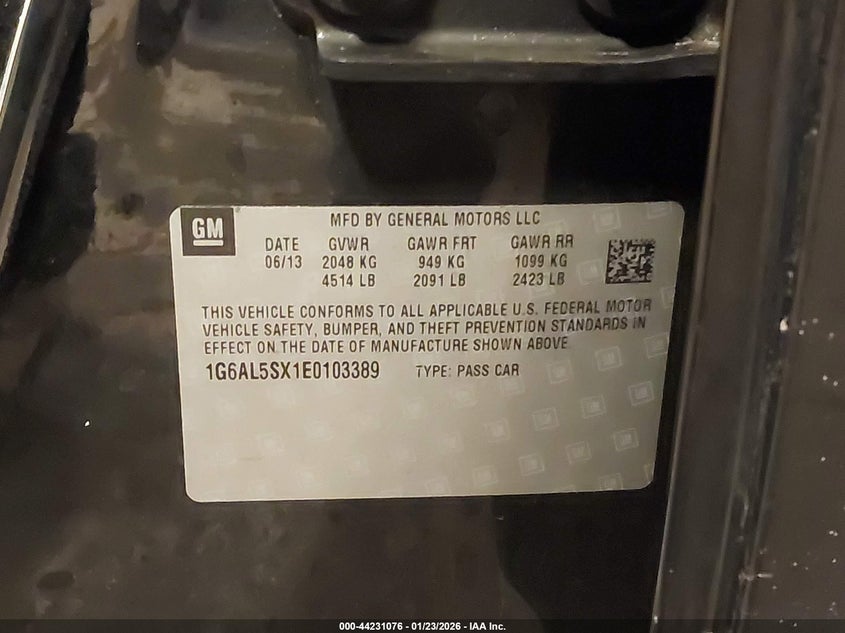 GM
MFD BY GENERAL MOTORS LLC
DATE GVWR GAWR FRT GAWR RR
06/13 2048 KG 949 KG 1099 KG
4514 LB 2091 LB 2423 LB
THIS VEHICLE CONFORMS TO ALL APPLICABLE U.S. FEDERAL MOTOR
VEHICLE SAFETY, BUMPER, AND THEFT PREVENTION STANDARDS IN
EFFECT ON THE DATE OF MANUFACTURE SHOWN ABOVE.
1G6AL5SX1E0103389 TYPE: PASS CAR
000-44231076 - 01/23/2026 - IAA Inc.